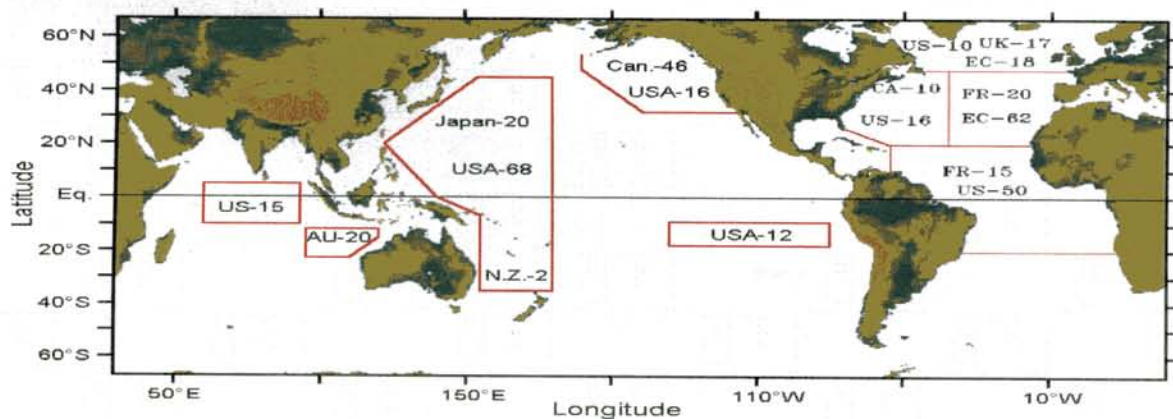 60°N
40°N
20°N
Eq.
20°S
40°S
60°S
Latitude
50°E
150°E
110°W
10°W
Longitude
US-10 UK-17
EC-18
Can.-46
USA-16
CA-10
FR-20
US-16
EC-62
Japan-20
USA-68
FR-15
US-50
US-15
AU-20
USA-12
N.Z.-2